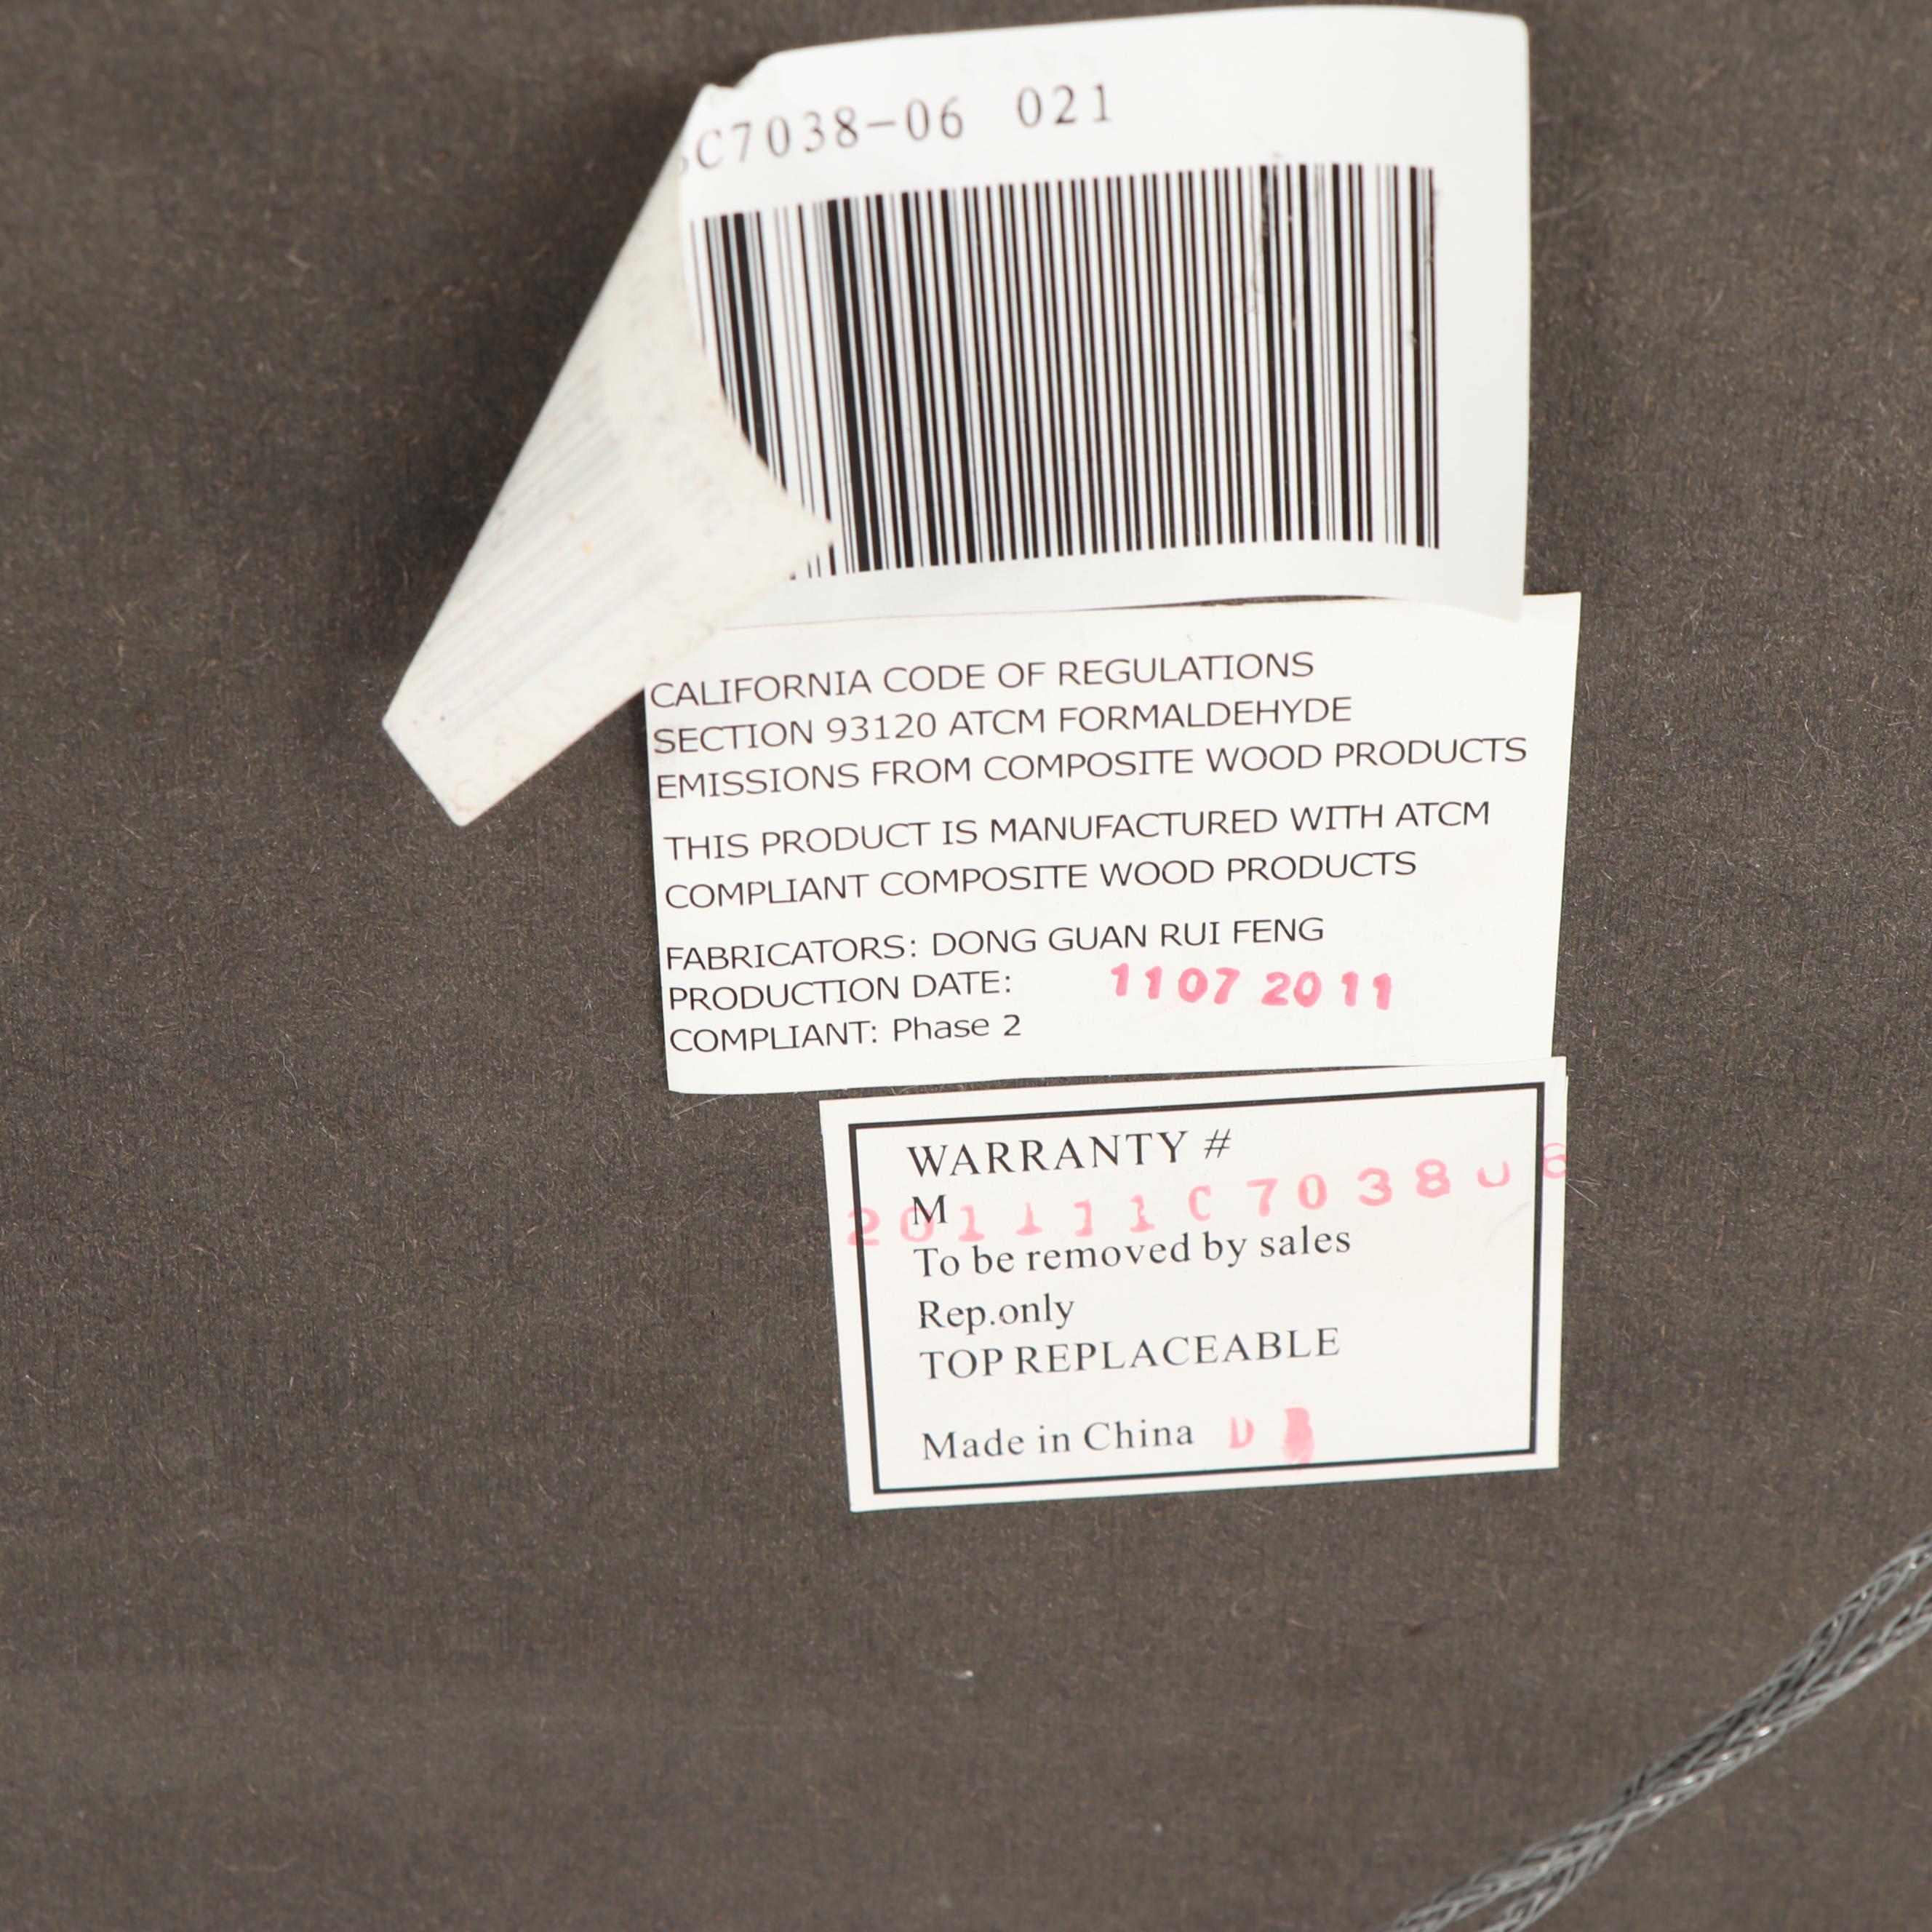 C7038-06 021
CALIFORNIA CODE OF REGULATIONS
SECTION 93120 ATCM FORMALDEHYDE
EMISSIONS FROM COMPOSITE WOOD PRODUCTS
THIS PRODUCT IS MANUFACTURED WITH ATCM
COMPLIANT COMPOSITE WOOD PRODUCTS
FABRICATORS: DONG GUAN RUI FENG
PRODUCTION DATE: 1107 2011
COMPLIANT: Phase 2
WARRANTY #
M
201111C703806
To be removed by sales
Rep.only
TOP REPLACEABLE
Made in China D